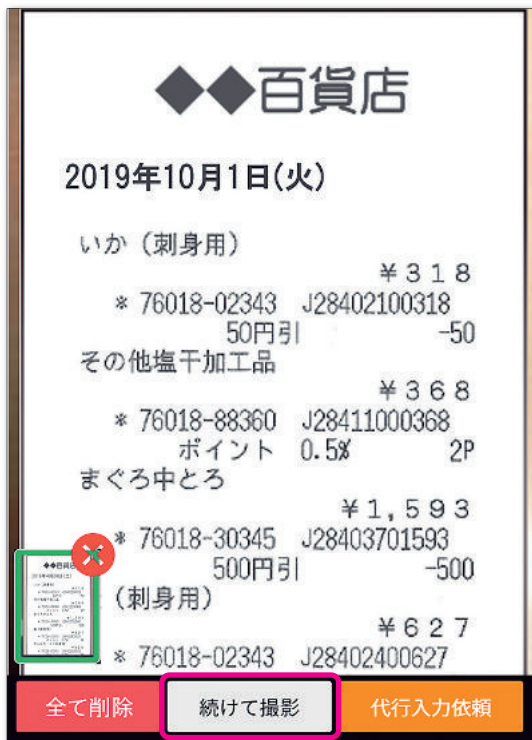 ◆◆百貨店
2019年10月1日(火)
いか（刺身用）
¥318
* 76018-02343 J28402100318
50円引 -50
その他塩干加工品
¥368
* 76018-88360 J28411000368
ポイント 0.5% 2P
まぐろ中とろ
¥1,593
* 76018-30345 J28403701593
500円引 -500
（刺身用）
¥627
* 76018-02343 J28402400627
◆◆百貨店
全て削除 続けて撮影 代行入力依頼